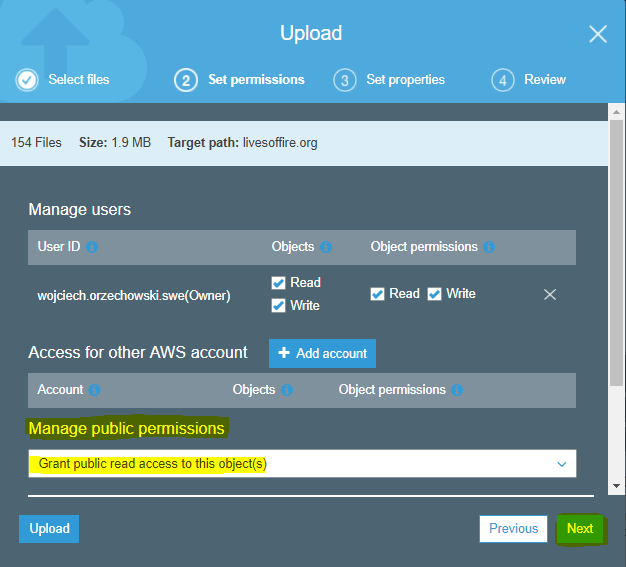 Upload
Select files
2 Set permissions
3 Set properties
4 Review
154 Files Size: 1.9 MB Target path: livesoffire.org
Manage users
User ID Objects Object permissions
wojciech.orzechowski.swe(Owner) Read Read Write
Write
Access for other AWS account Add account
Account Objects Object permissions
Manage public permissions
Grant public read access to this object(s)
Upload Previous Next